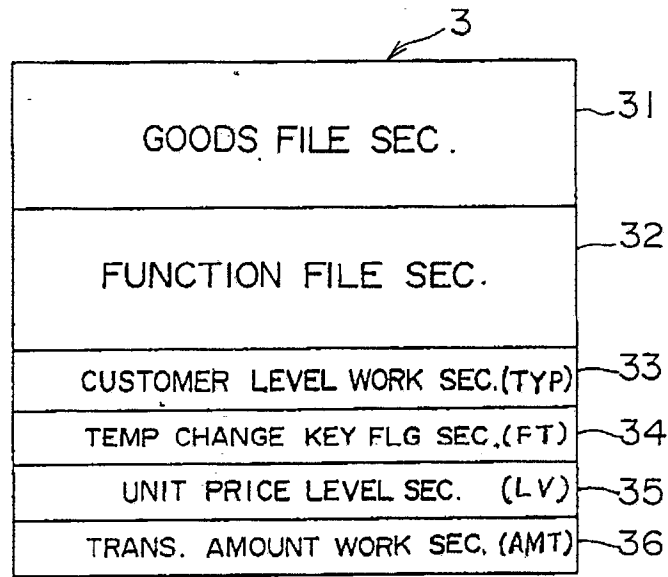 3
GOODS FILE SEC.
31
FUNCTION FILE SEC.
32
CUSTOMER LEVEL WORK SEC.(TYP)
33
TEMP CHANGE KEY FLG SEC.(FT)
34
UNIT PRICE LEVEL SEC. (LV)
35
TRANS. AMOUNT WORK SEC. (AMT)
36